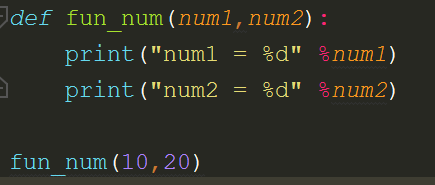 def fun_num(num1,num2):
    print("num1 = %d" %num1)
    print("num2 = %d" %num2)
fun_num(10,20)